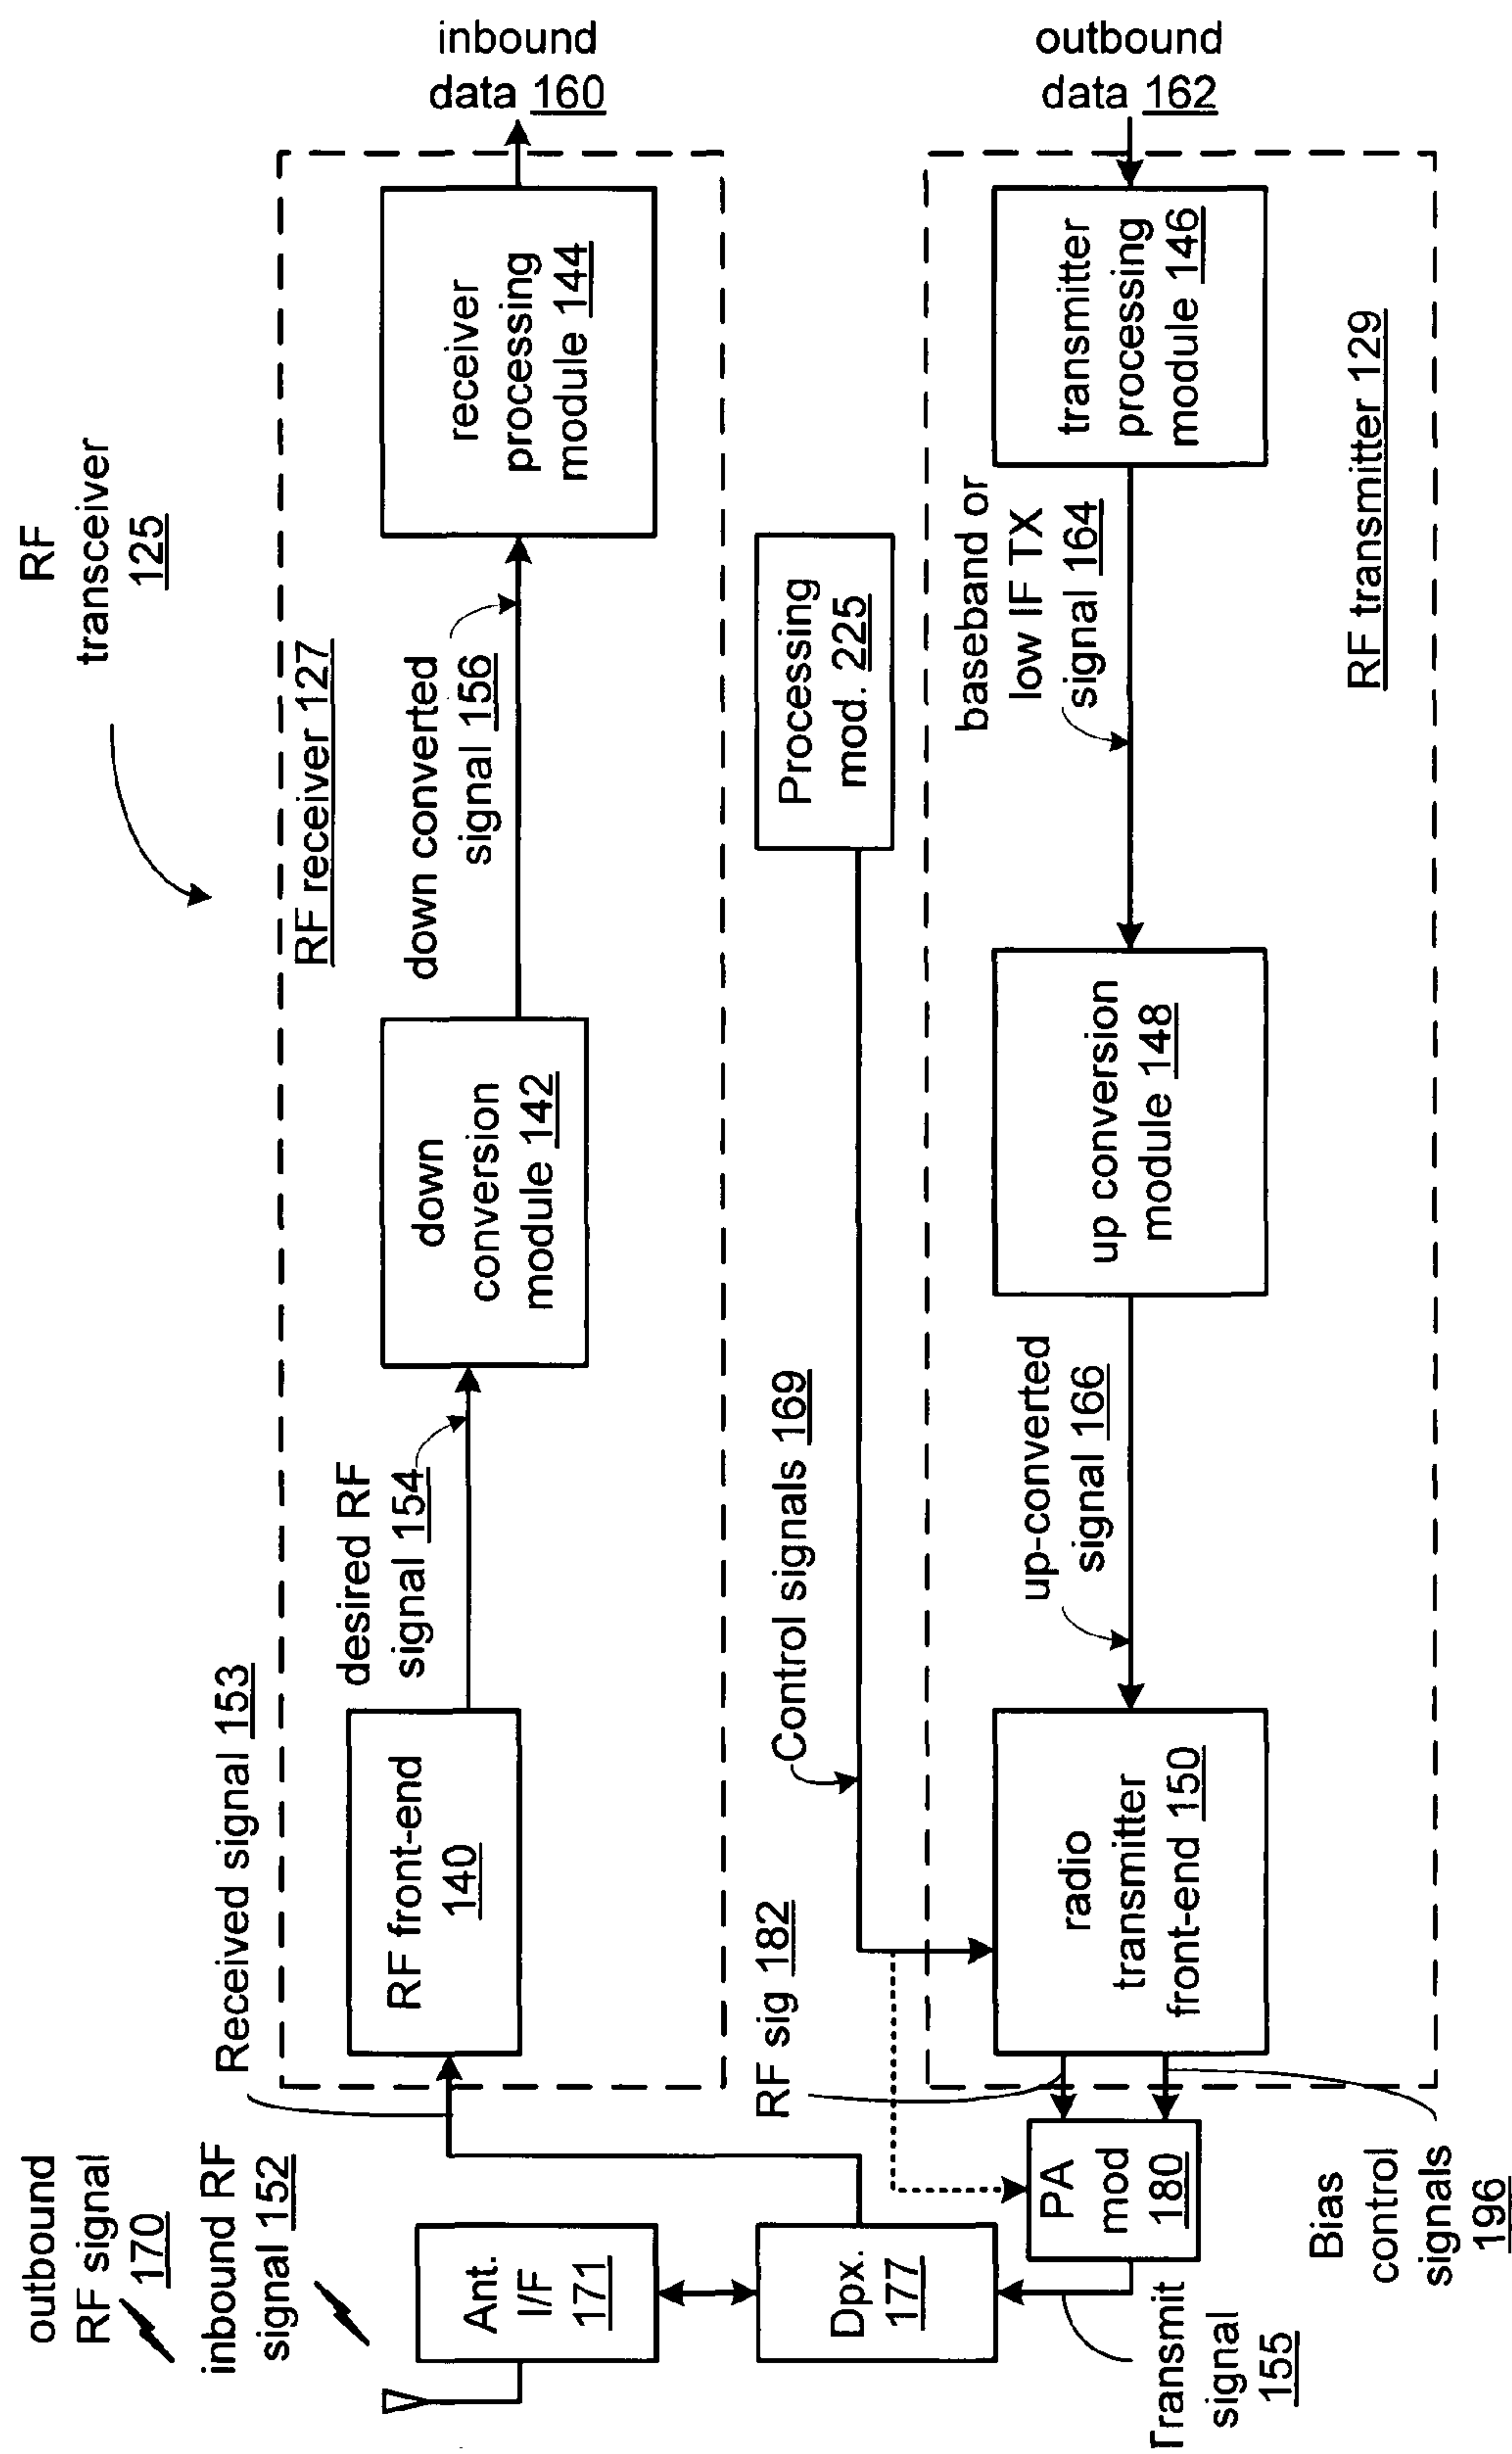 RF
transceiver
125
outbound
RF signal
170
inbound RF
signal 152
Received signal 153
RF receiver 127
Ant.
I/F
171
RF front-end
140
desired RF
signal 154
down
conversion
module 142
down converted
signal 156
receiver
processing
module 144
inbound
data 160
Dpx.
177
RF sig 182
Control signals 169
Processing
mod. 225
Transmit
signal
155
PA
mod
180
Bias
control
signals
196
radio
transmitter
front-end 150
up-converted
signal 166
up conversion
module 148
baseband or
low IF TX
signal 164
transmitter
processing
module 146
outbound
data 162
RF transmitter 129